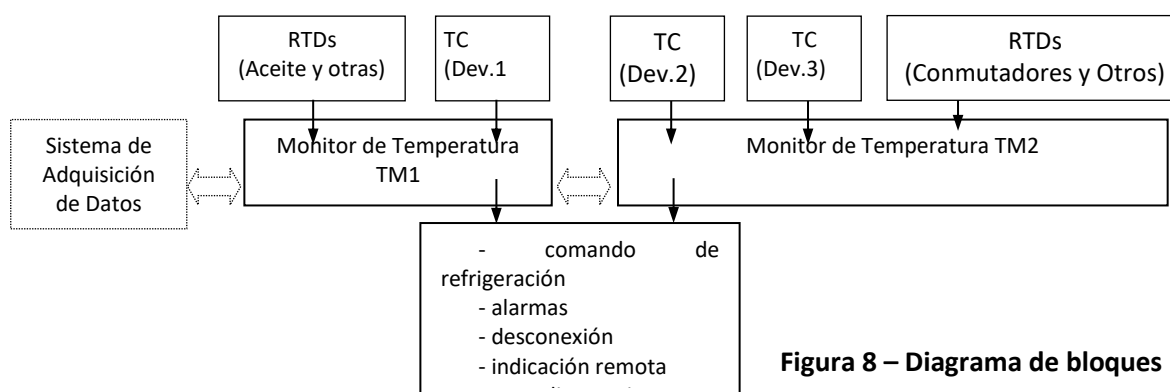 RTDs
(Aceite y otras)
TC
(Dev.1
TC
(Dev.2)
TC
(Dev.3)
RTDs
(Conmutadores y Otros)
Sistema de
Adquisición
de Datos
Monitor de Temperatura
TM1
Monitor de Temperatura TM2
- comando de
refrigeración
- alarmas
- desconexión
- indicación remota
Figura 8 – Diagrama de bloques